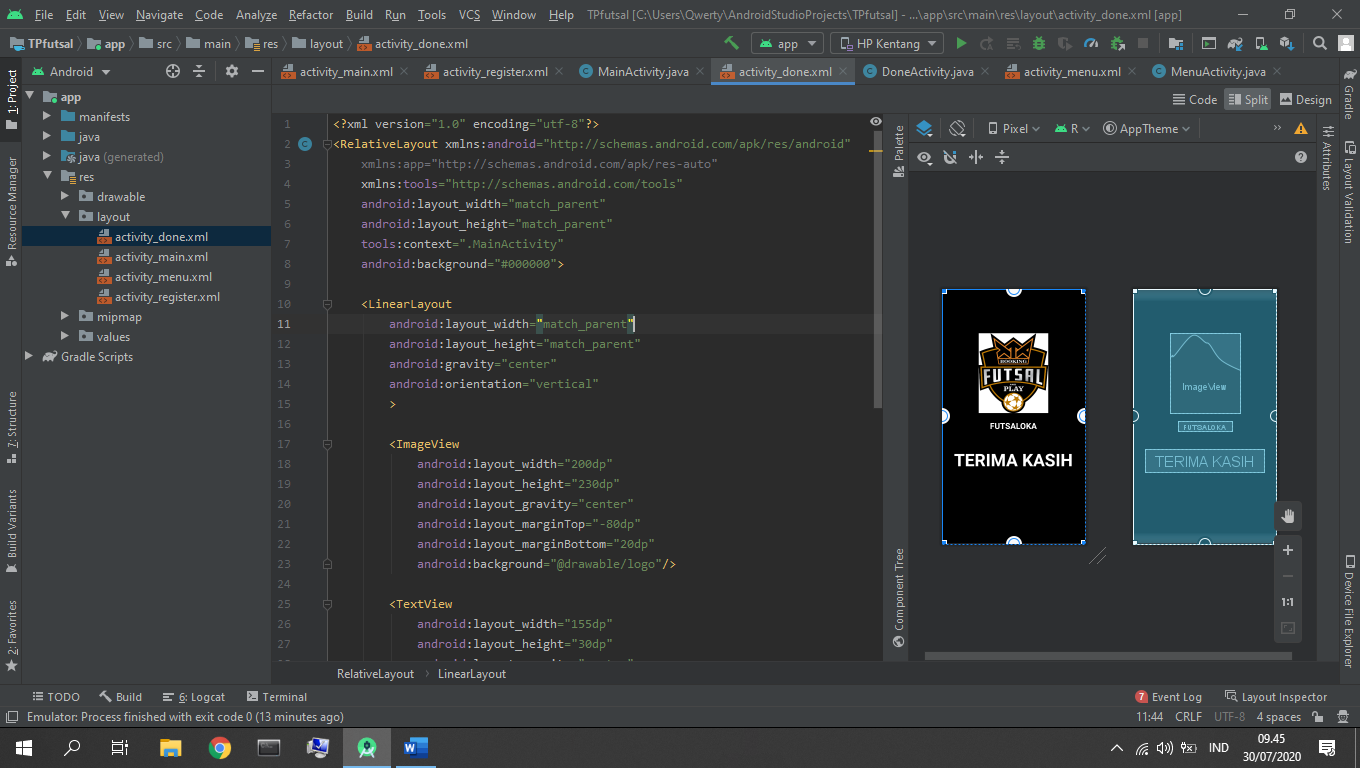 File Edit View Navigate Code Analyze Refactor Build Run Tools VCS Window Help TPfutsal [C:\Users\Qwerty\AndroidStudioProjects\TPfutsal] - ...\app\src\main\res\layout\activity_done.xml [app]
TPfutsal app src main res layout activity_done.xml app HP Kentang
1: Project
Resource Manager
7: Structure
Build Variants
2: Favorites
Android
app
manifests
java
java (generated)
res
drawable
layout
activity_done.xml
activity_main.xml
activity_menu.xml
activity_register.xml
mipmap
values
Gradle Scripts
activity_main.xml activity_register.xml MainActivity.java activity_done.xml DoneActivity.java activity_menu.xml MenuActivity.java
Code Split Design
1 <?xml version="1.0" encoding="utf-8"?>
2 <RelativeLayout xmlns:android="http://schemas.android.com/apk/res/android"
3 xmlns:app="http://schemas.android.com/apk/res-auto"
4 xmlns:tools="http://schemas.android.com/tools"
5 android:layout_width="match_parent"
6 android:layout_height="match_parent"
7 tools:context=".MainActivity"
8 android:background="#000000">
9
10 <LinearLayout
11 android:layout_width="match_parent"
12 android:layout_height="match_parent"
13 android:gravity="center"
14 android:orientation="vertical"
15 >
16
17 <ImageView
18 android:layout_width="200dp"
19 android:layout_height="230dp"
20 android:layout_gravity="center"
21 android:layout_marginTop="-80dp"
22 android:layout_marginBottom="20dp"
23 android:background="@drawable/logo"/>
24
25 <TextView
26 android:layout_width="155dp"
27 android:layout_height="30dp"
RelativeLayout LinearLayout
Palette
Component Tree
Pixel R AppTheme
BOOKING
FUTSAL
AND
PLAY
FUTSALOKA
TERIMA KASIH
ImageView
FUTSALOKA
TERIMA KASIH
1:1
Attributes
Gradle
Layout Validation
Device File Explorer
TODO Build 6: Logcat Terminal 7 Event Log Layout Inspector
Emulator: Process finished with exit code 0 (13 minutes ago) 11:44 CRLF UTF-8 4 spaces
IND
09.45
30/07/2020